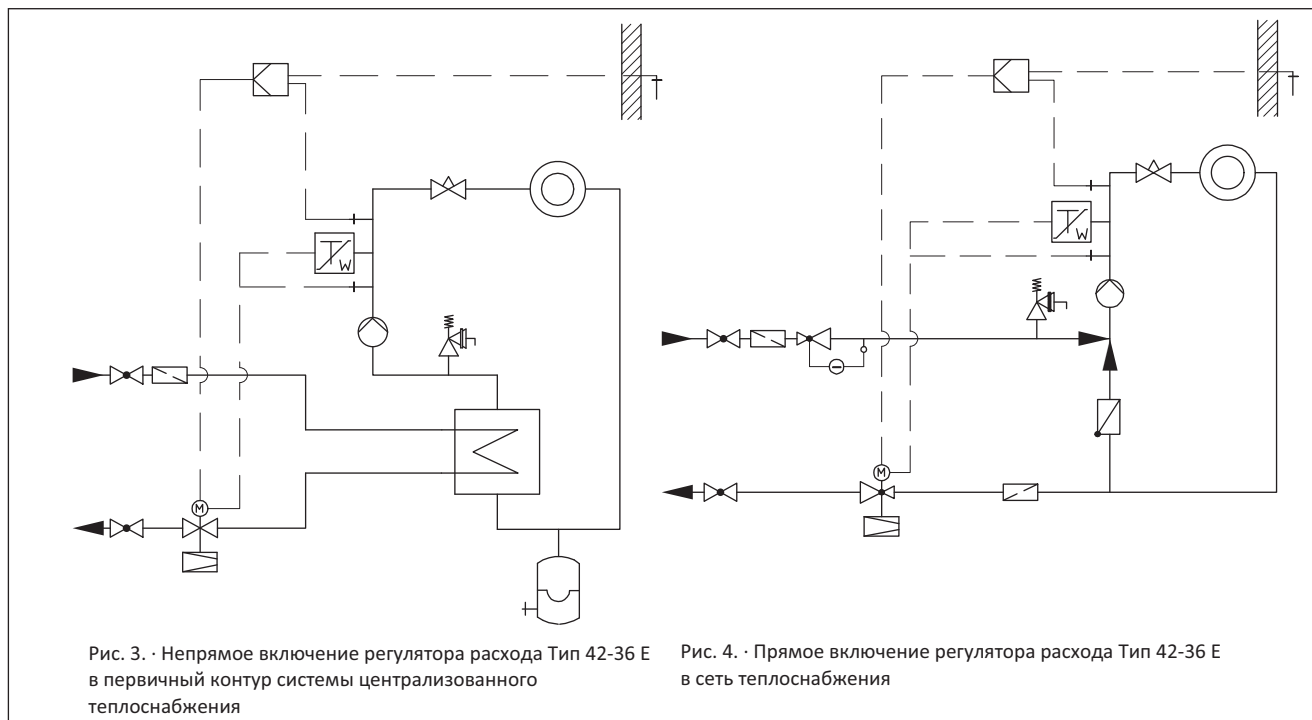 T
W
M
Рис. 3. · Непрямое включение регулятора расхода Тип 42-36 E
в первичный контур системы централизованного
теплоснабжения
T
W
M
Рис. 4. · Прямое включение регулятора расхода Тип 42-36 E
в сеть теплоснабжения